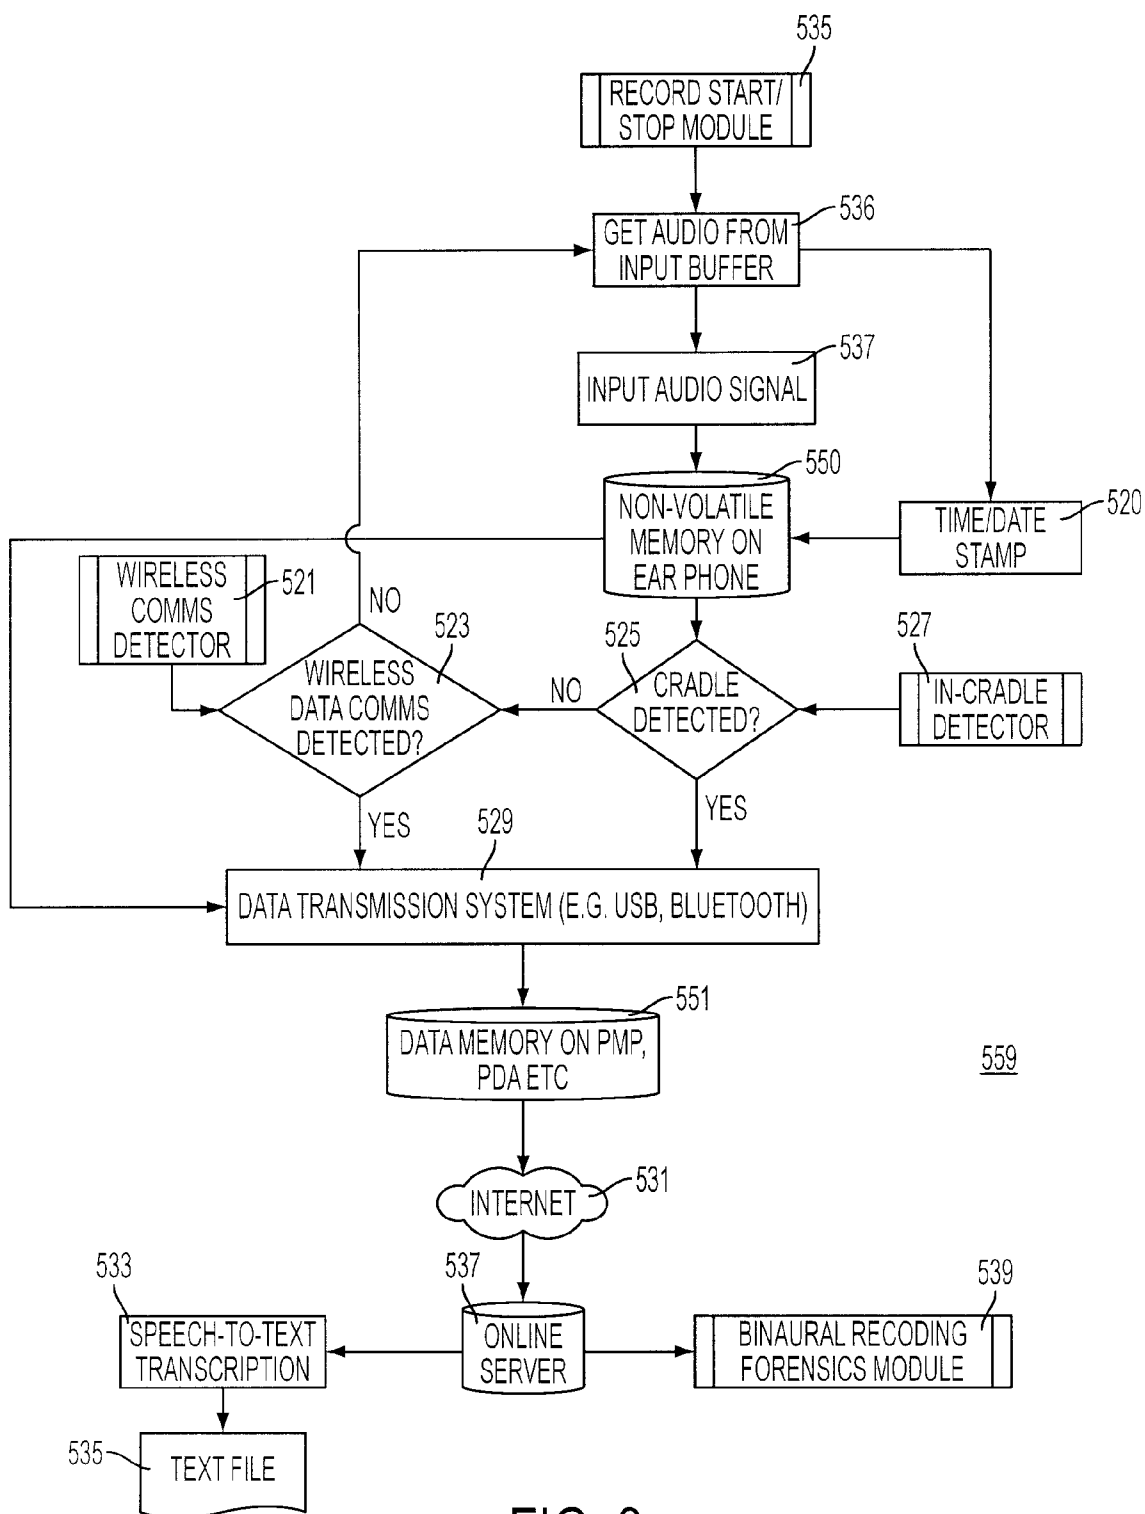 535
RECORD START/
STOP MODULE
536
GET AUDIO FROM
INPUT BUFFER
537
INPUT AUDIO SIGNAL
550
NON-VOLATILE
MEMORY ON
EAR PHONE
520
TIME/DATE
STAMP
WIRELESS
COMMS
DETECTOR
521
NO
523
WIRELESS
DATA COMMS
DETECTED?
NO
525
CRADLE
DETECTED?
527
IN-CRADLE
DETECTOR
YES
YES
529
DATA TRANSMISSION SYSTEM (E.G. USB, BLUETOOTH)
551
DATA MEMORY ON PMP,
PDA ETC
559
INTERNET
531
533
SPEECH-TO-TEXT
TRANSCRIPTION
537
ONLINE
SERVER
539
BINAURAL RECODING
FORENSICS MODULE
535
TEXT FILE